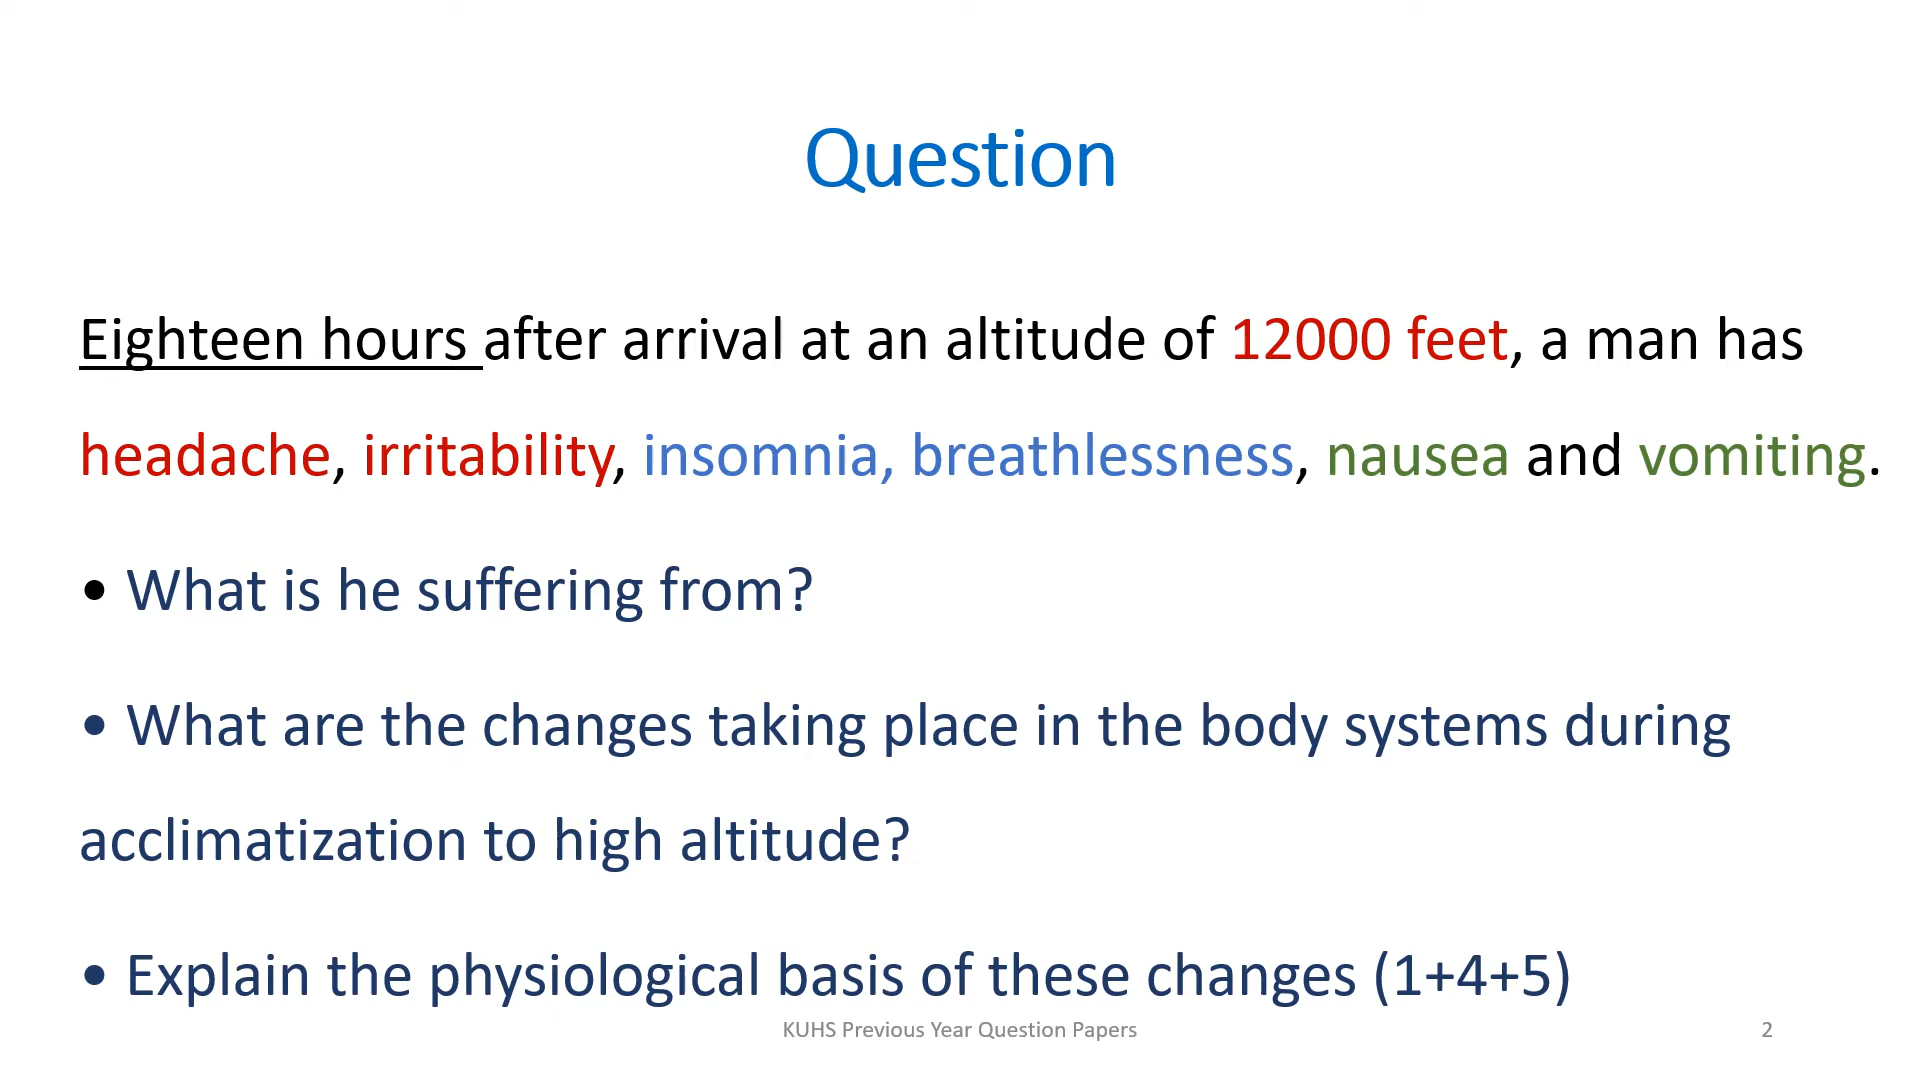 Question
Eighteen hours after arrival at an altitude of 12000 feet, a man has
headache, irritability, insomnia, breathlessness, nausea and vomiting.
• What is he suffering from?
• What are the changes taking place in the body systems during
acclimatization to high altitude?
• Explain the physiological basis of these changes (1+4+5)
KUHS Previous Year Question Papers
2